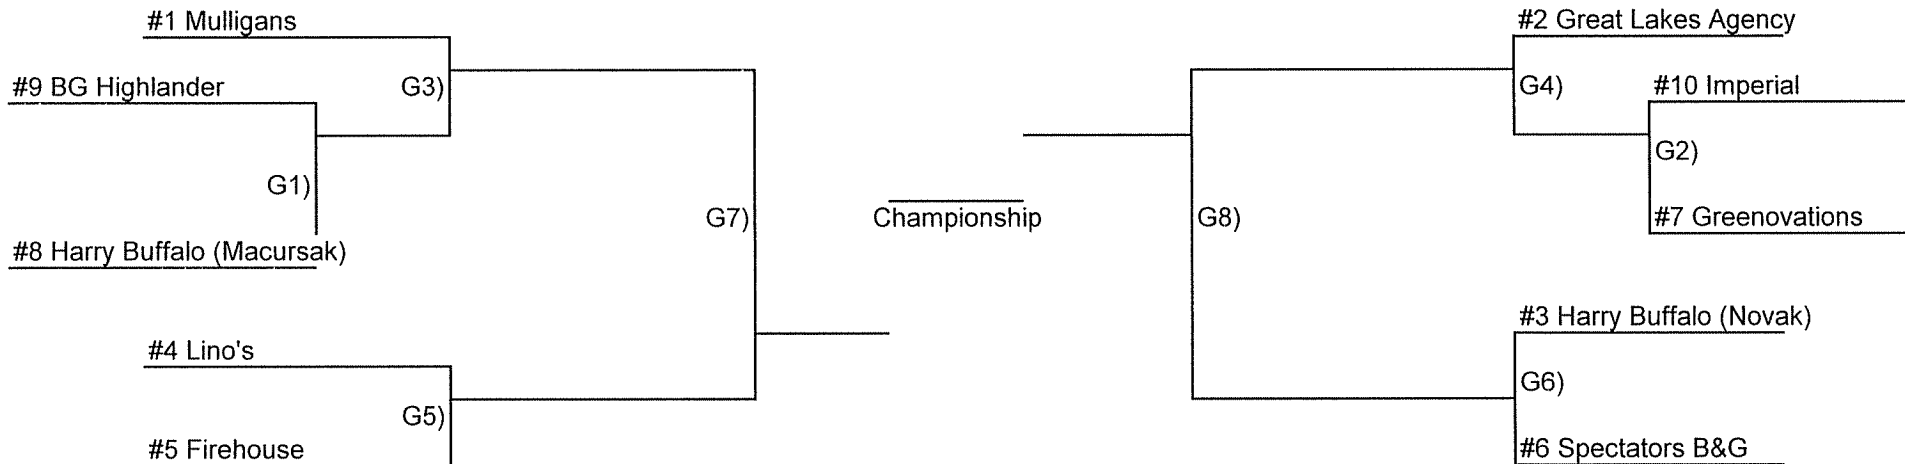 #1 Mulligans
#9 BG Highlander
G3)
G1)
#8 Harry Buffalo (Macursak)
G7)
#4 Lino's
G5)
#5 Firehouse
Championship
#2 Great Lakes Agency
G4)
#10 Imperial
G2)
#7 Greenovations
G8)
#3 Harry Buffalo (Novak)
G6)
#6 Spectators B&G